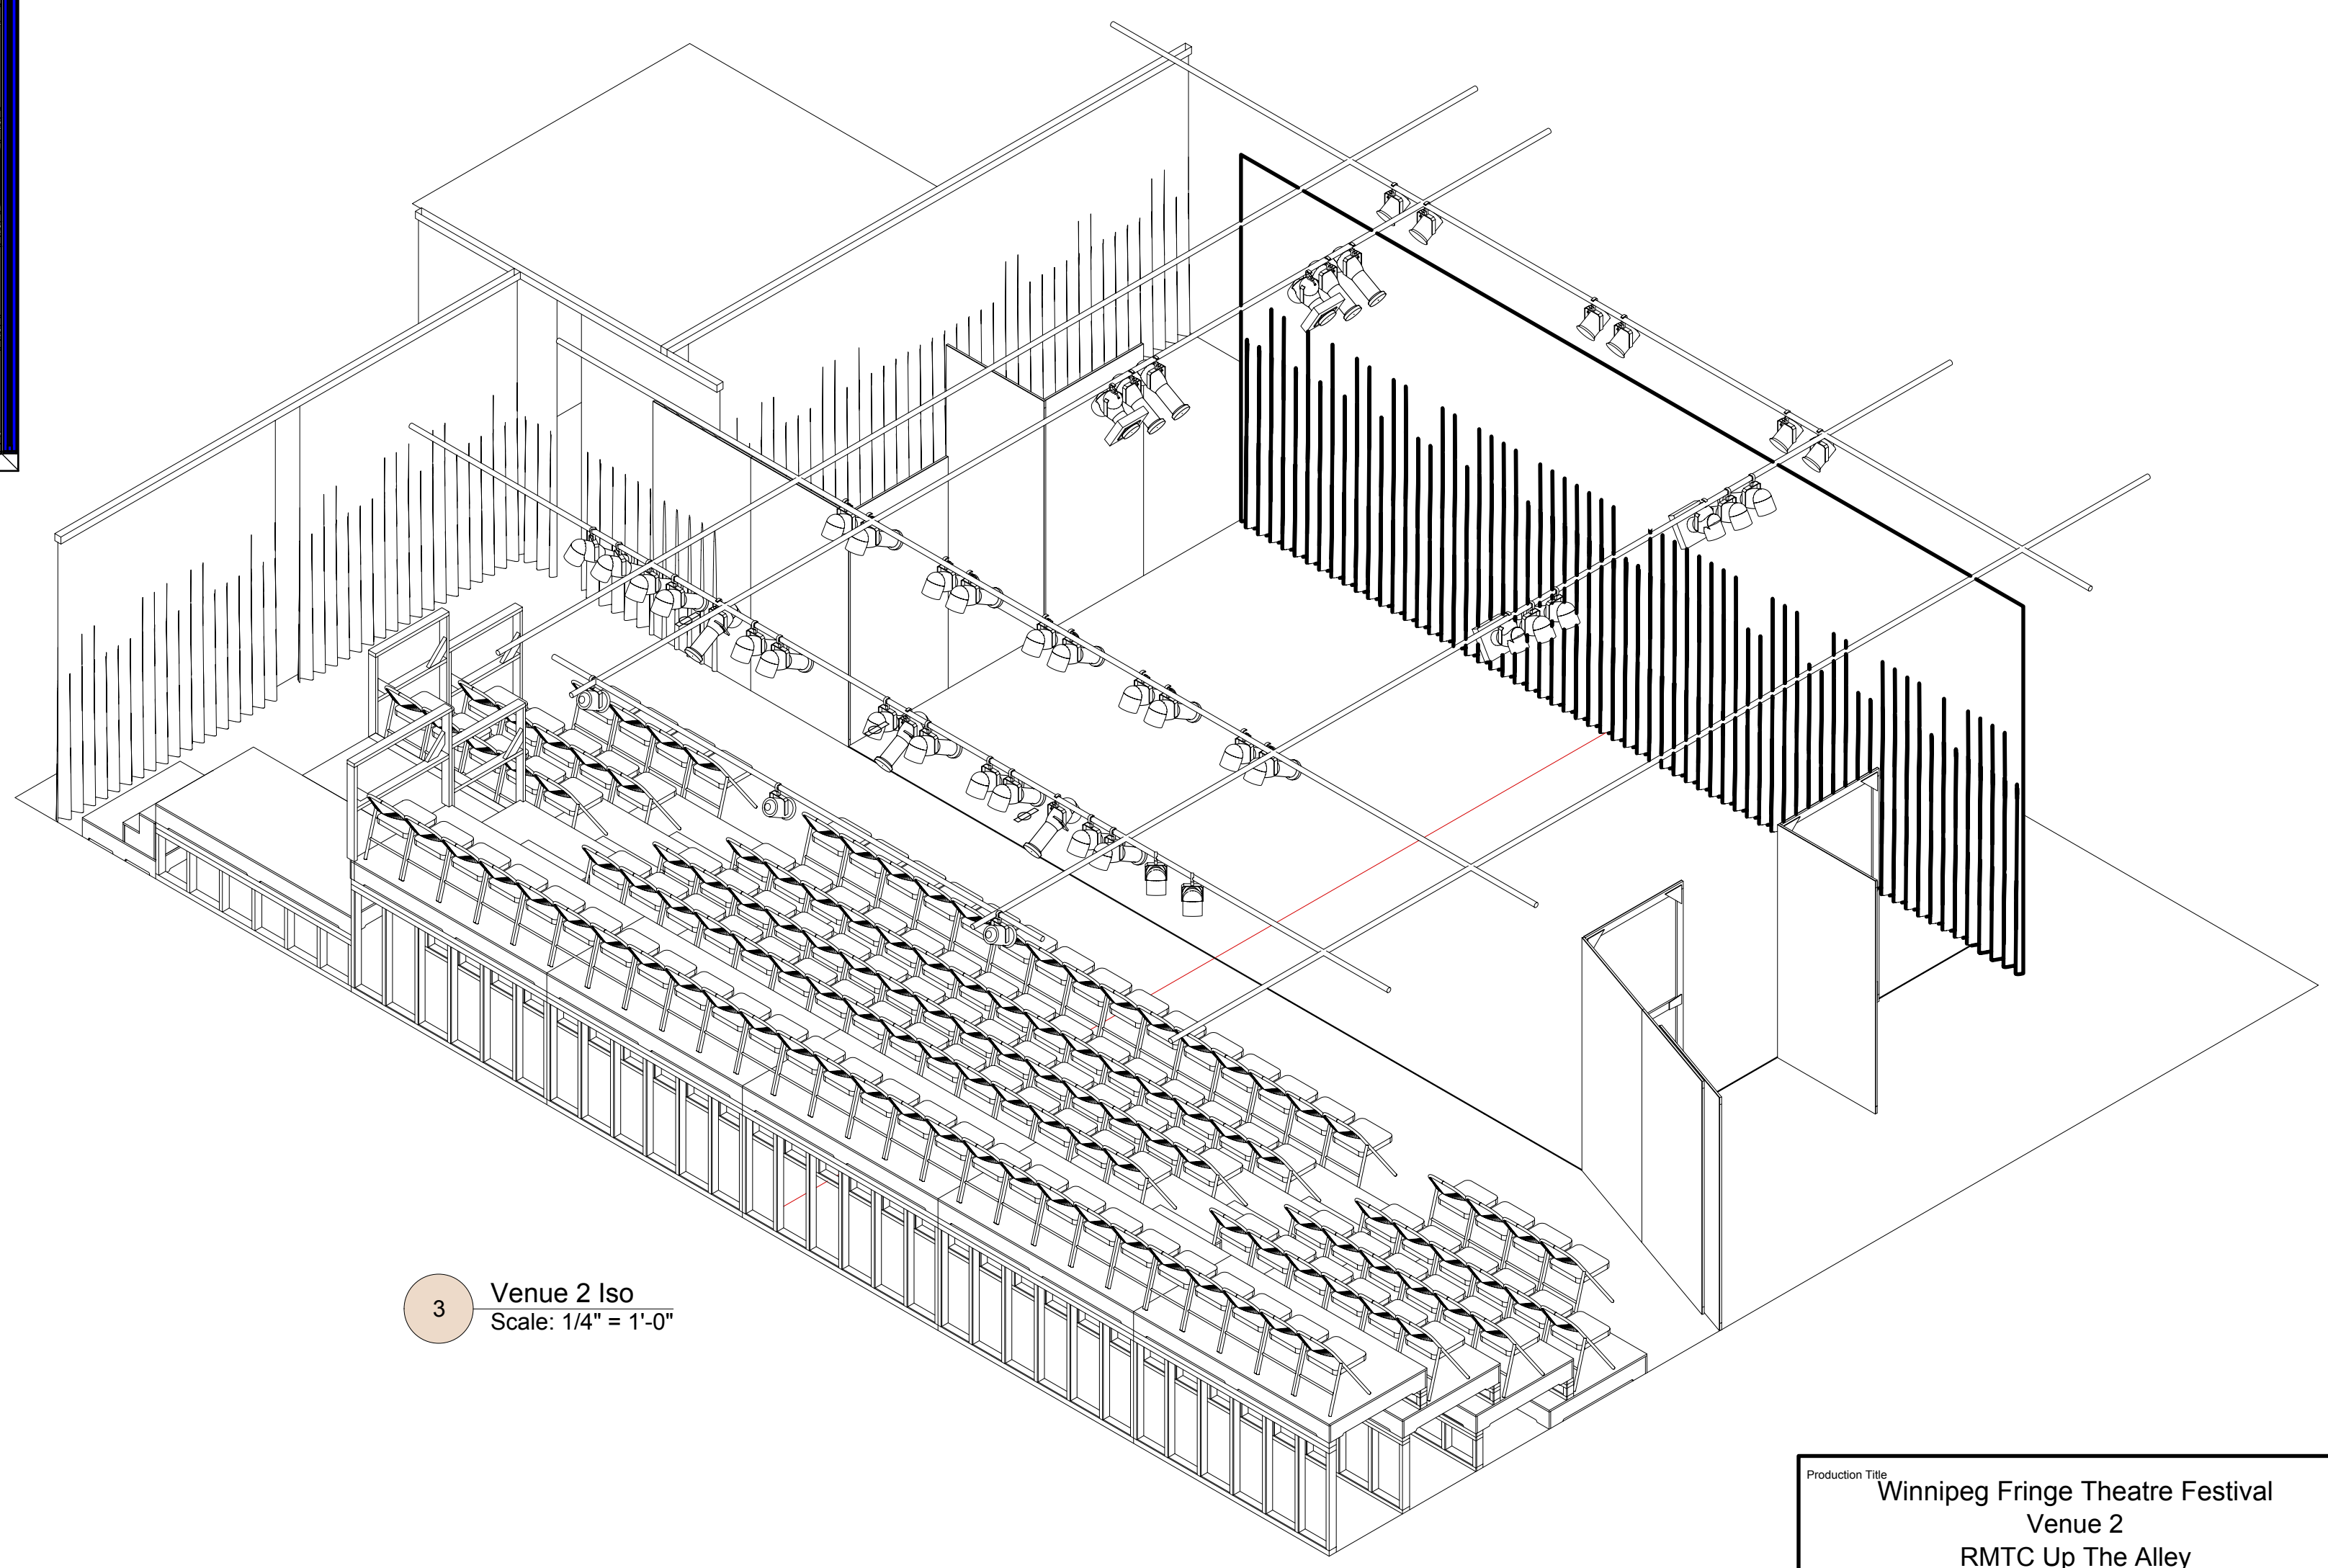 3
Venue 2 Iso
Scale: 1/4" = 1'-0"
Production Title
Winnipeg Fringe Theatre Festival
Venue 2
RMTC Up The Alley